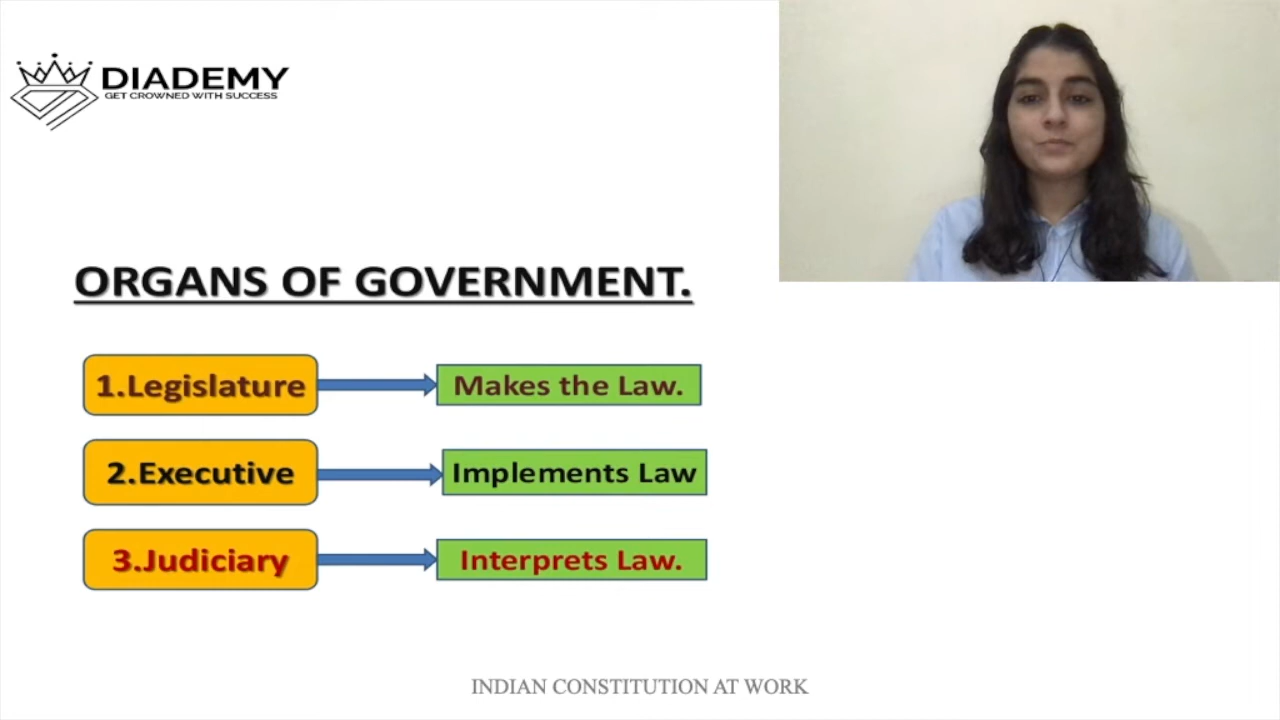 DIADEMY
GET CROWNED WITH SUCCESS
ORGANS OF GOVERNMENT.
1.Legislature
Makes the Law.
2.Executive
Implements Law
3.Judiciary
Interprets Law.
INDIAN CONSTITUTION AT WORK